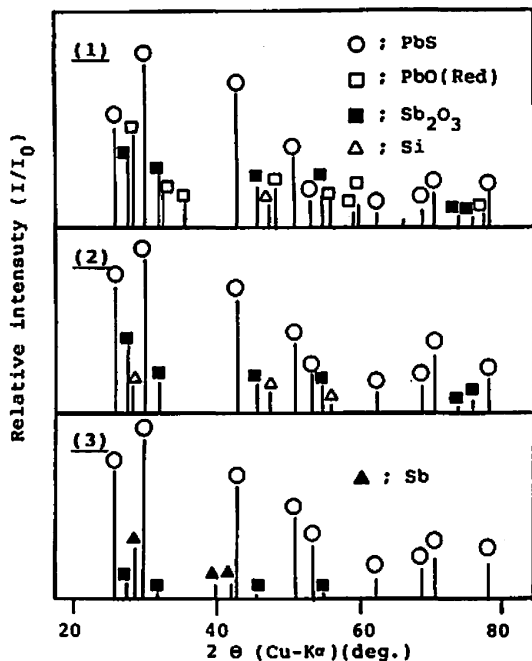 (1)
○ ; PbS
□ ; PbO(Red)
■ ; Sb2O3
△ ; Si
(2)
(3)
▲ ; Sb
Relative intensuty (I/I0)
20 40 60 80
2 Θ (Cu-Kα)(deg.)